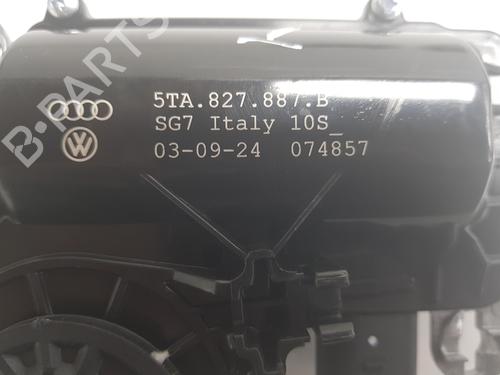 B-PARTS
5TA.827.887.B
SG7 Italy 10S_
03-09-24 074857